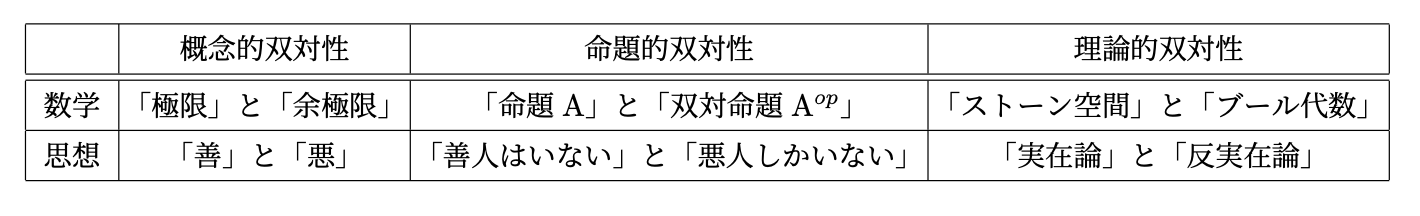 概念的双対性 命題的双対性 理論的双対性
数学 「極限」と「余極限」 「命題 A」と「双対命題 A^{op}」 「ストーン空間」と「ブール代数」
思想 「善」と「悪」 「善人はいない」と「悪人しかいない」 「実在論」と「反実在論」